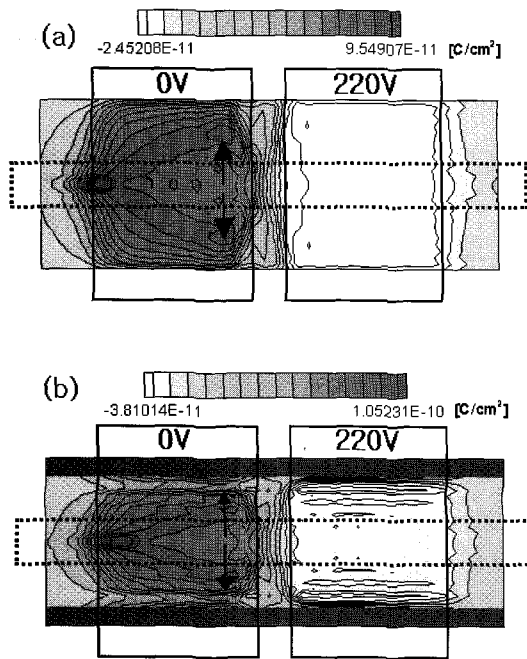 (a)
-2.45208E-11 9.54907E-11 [C/cm²]
0V 220V
(b)
-3.81014E-11 1.05231E-10 [C/cm²]
0V 220V